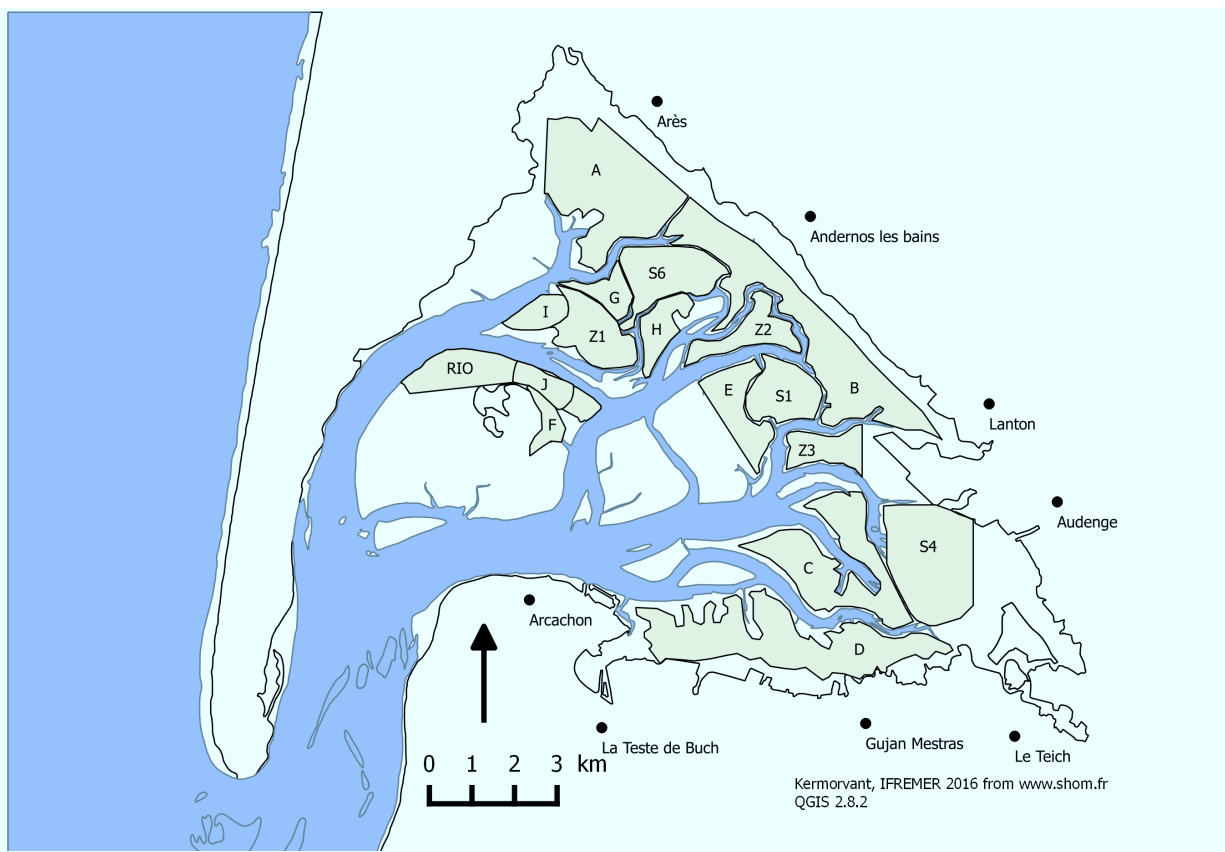 Arès
A
Andernos les bains
S6
G
I
H
Z1
Z2
RIO
J
E
S1
B
Lanton
F
Z3
Audenge
S4
C
Arcachon
D
La Teste de Buch
Gujan Mestras
Le Teich
0 1 2 3 km
Kermorvant, IFREMER 2016 from www.shom.fr
QGIS 2.8.2